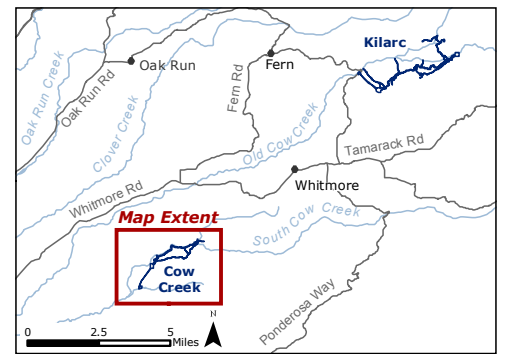 Kilarc
Oak Run
Fern
Oak Run Creek
Oak Run Rd
Fern Rd
Clover Creek
Old Cow Creek
Tamarack Rd
Whitmore
Whitmore Rd
Map Extent
South Cow Creek
Cow
Creek
Ponderosa Way
N
0 2.5 5
Miles